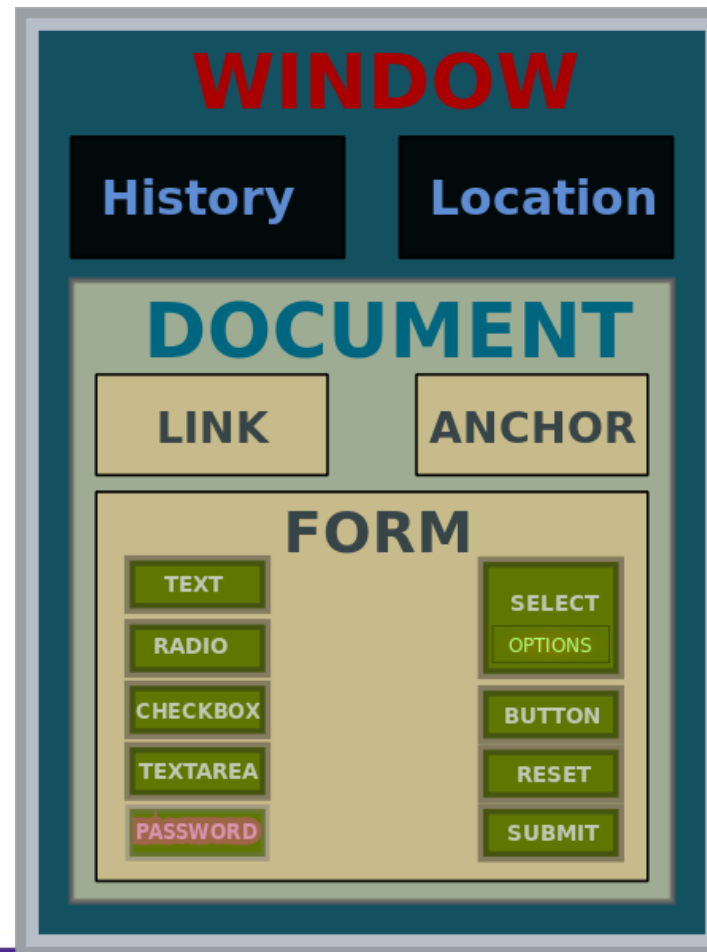 WINDOW
History
Location
DOCUMENT
LINK
ANCHOR
FORM
TEXT
RADIO
CHECKBOX
TEXTAREA
PASSWORD
SELECT
OPTIONS
BUTTON
RESET
SUBMIT